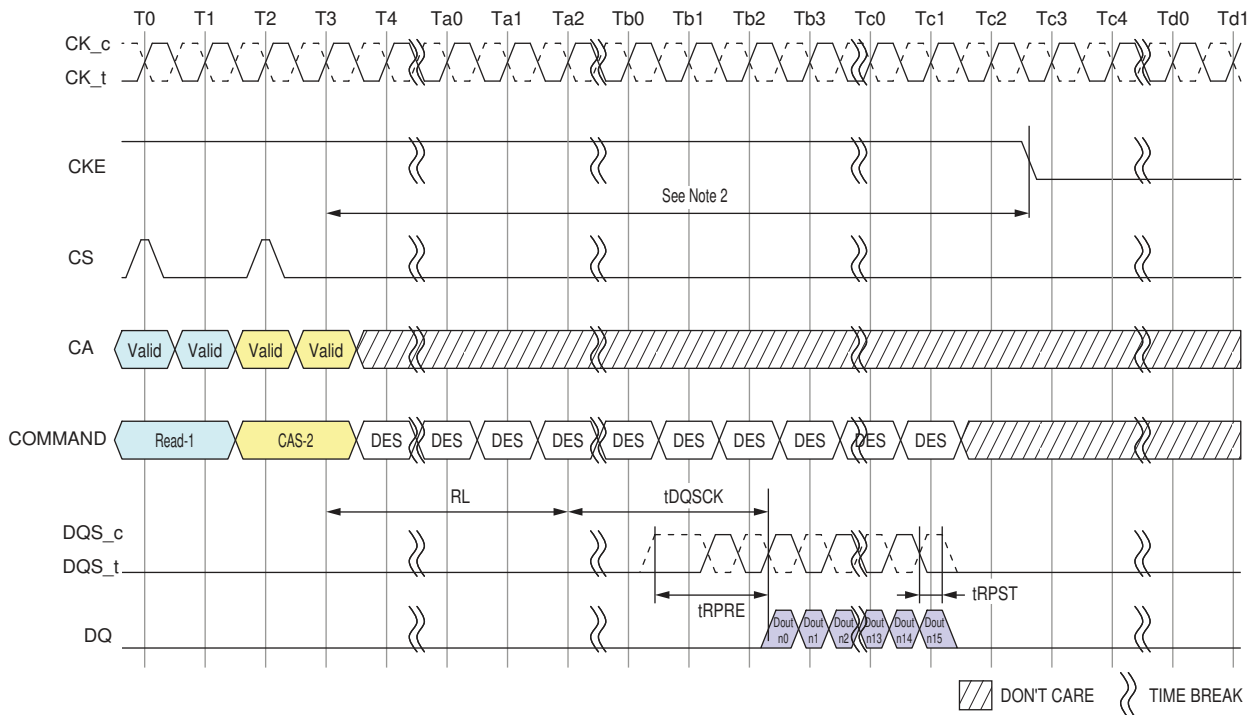 T0 T1 T2 T3 T4 Ta0 Ta1 Ta2 Tb0 Tb1 Tb2 Tb3 Tc0 Tc1 Tc2 Tc3 Tc4 Td0 Td1
CK_c
CK_t
CKE
See Note 2
CS
CA Valid Valid Valid Valid
COMMAND Read-1 CAS-2 DES DES DES DES DES DES DES DES DES DES
RL tDQSCK
DQS_c
DQS_t
tRPRE tRPST
DQ Dout n0 Dout n1 Dout n2 Dout n13 Dout n14 Dout n15
DON'T CARE TIME BREAK